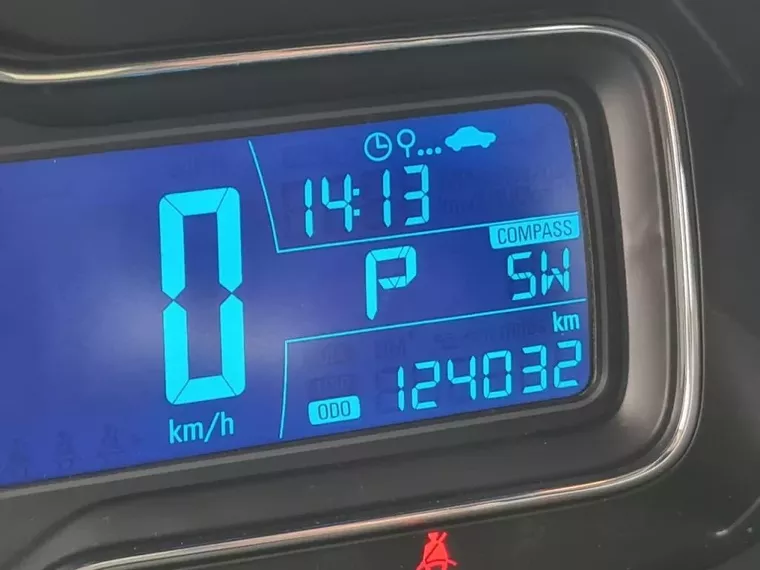 14:13
COMPASS
0
P
SW
km/h
km
ODO
124032